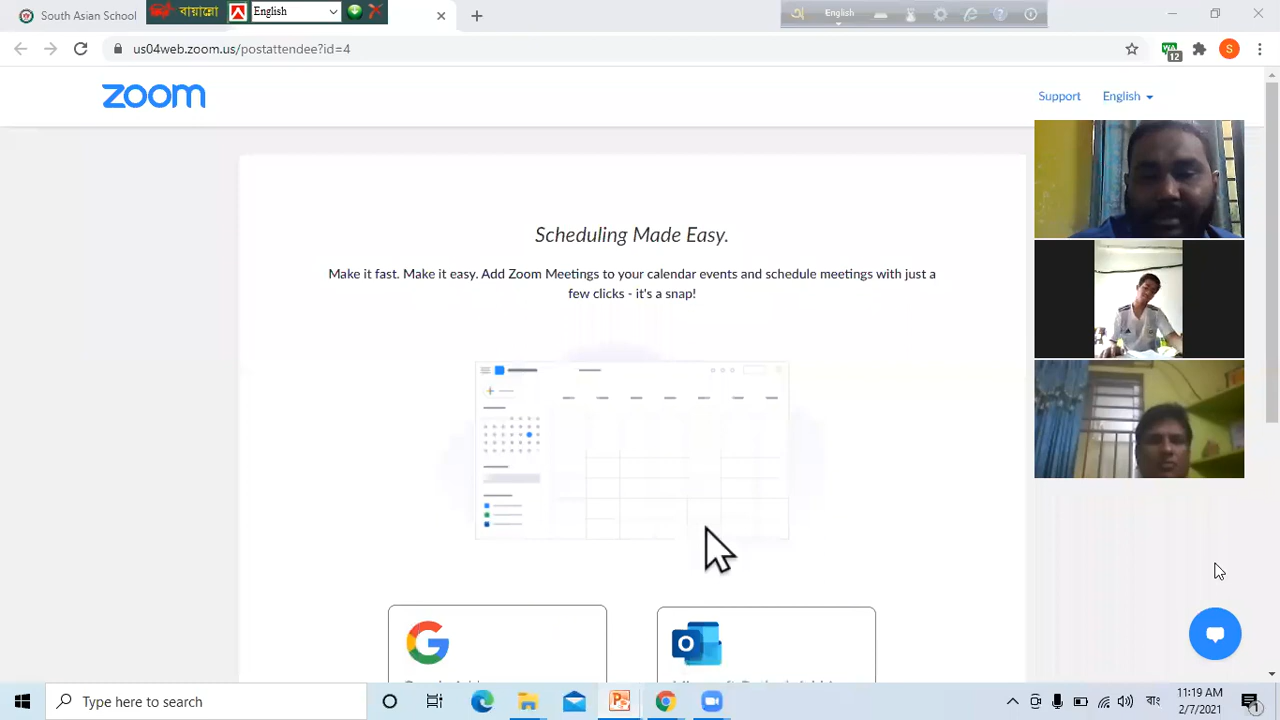 South Asian School
বায়ান্নো
English
English
us04web.zoom.us/postattendee?id=4
12
S
zoom
Support
English
Scheduling Made Easy.
Make it fast. Make it easy. Add Zoom Meetings to your calendar events and schedule meetings with just a
few clicks - it's a snap!
Type here to search
বাং
11:19 AM
2/7/2021
1